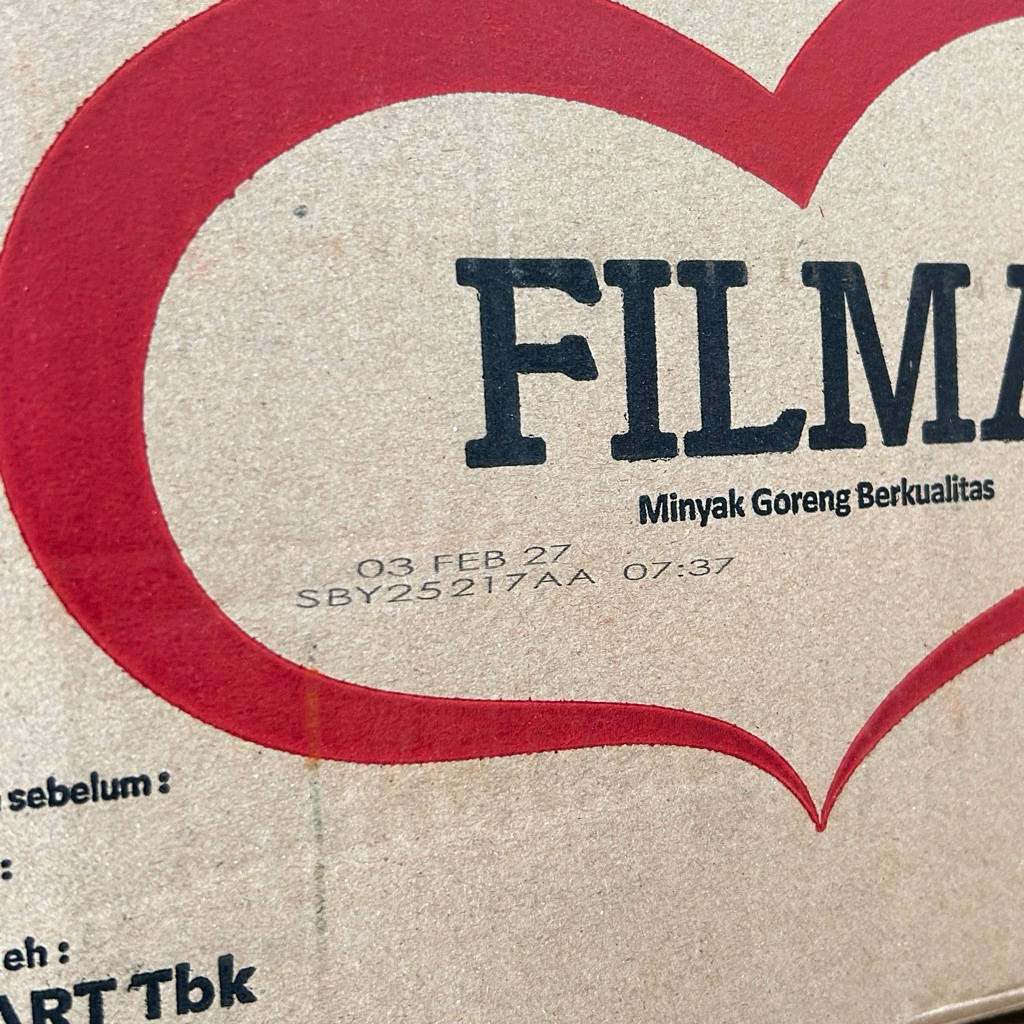 FILMA
Minyak Goreng Berkualitas
03 FEB 27
SBY25217AA 07:37
sebelum :
:
eh :
ART Tbk